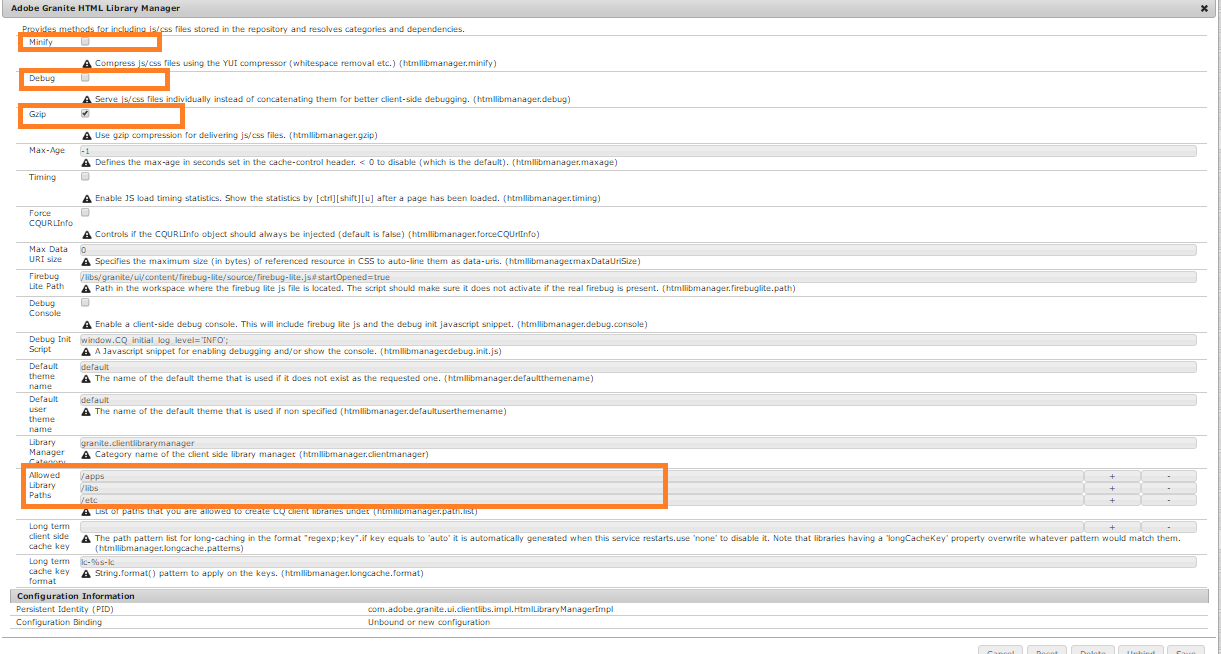 Adobe Granite HTML Library Manager
Provides methods for including js/css files stored in the repository and resolves categories and dependencies.
Minify
Compress js/css files using the YUI compressor (whitespace removal etc.) (htmllibmanager.minify)
Debug
Serve js/css files individually instead of concatenating them for better client-side debugging. (htmllibmanager.debug)
Gzip
Use gzip compression for delivering js/css files. (htmllibmanager.gzip)
Max-Age
-1
Defines the max-age in seconds set in the cache-control header. < 0 to disable (which is the default). (htmllibmanager.maxage)
Timing
Enable JS load timing statistics. Show the statistics by [ctrl][shift][u] after a page has been loaded. (htmllibmanager.timing)
Force
CQURLInfo
Controls if the CQURLInfo object should always be injected (default is false) (htmllibmanager.forceCQUrlInfo)
Max Data
URI size
0
Specifies the maximum size (in bytes) of referenced resource in CSS to auto-line them as data-uris. (htmllibmanager.maxDataUriSize)
Firebug
Lite Path
/libs/granite/ui/content/firebug-lite/source/firebug-lite.js#startOpened=true
Path in the workspace where the firebug lite js file is located. The script should make sure it does not activate if the real firebug is present. (htmllibmanager.firebuglite.path)
Debug
Console
Enable a client-side debug console. This will include firebug lite js and the debug init javascript snippet. (htmllibmanager.debug.console)
Debug Init
Script
window.CQ_initial_log_level='INFO';
A Javascript snippet for enabling debugging and/or show the console. (htmllibmanager.debug.init.js)
Default
theme
name
default
The name of the default theme that is used if it does not exist as the requested one. (htmllibmanager.defaultthemename)
Default
user
theme
name
default
The name of the default theme that is used if non specified (htmllibmanager.defaultuserthemename)
Library
Manager
Category
granite.clientlibrarymanager
Category name of the client side library manager. (htmllibmanager.clientmanager)
Allowed
Library
Paths
/apps
+ -
/libs
+ -
/etc
+ -
List of paths that you are allowed to create CQ client libraries under. (htmllibmanager.path.list)
Long term
client side
cache key
+ -
The path pattern list for long-caching in the format "regexp;key".if key equals to 'auto' it is automatically generated when this service restarts.use 'none' to disable it. Note that libraries having a 'longCacheKey' property overwrite whatever pattern would match them.
(htmllibmanager.longcache.patterns)
Long term
cache key
format
lc-%s-lc
String.format() pattern to apply on the keys. (htmllibmanager.longcache.format)
Configuration Information
Persistent Identity (PID) com.adobe.granite.ui.clientlibs.impl.HtmlLibraryManagerImpl
Configuration Binding Unbound or new configuration
Cancel Reset Delete Unbind Save